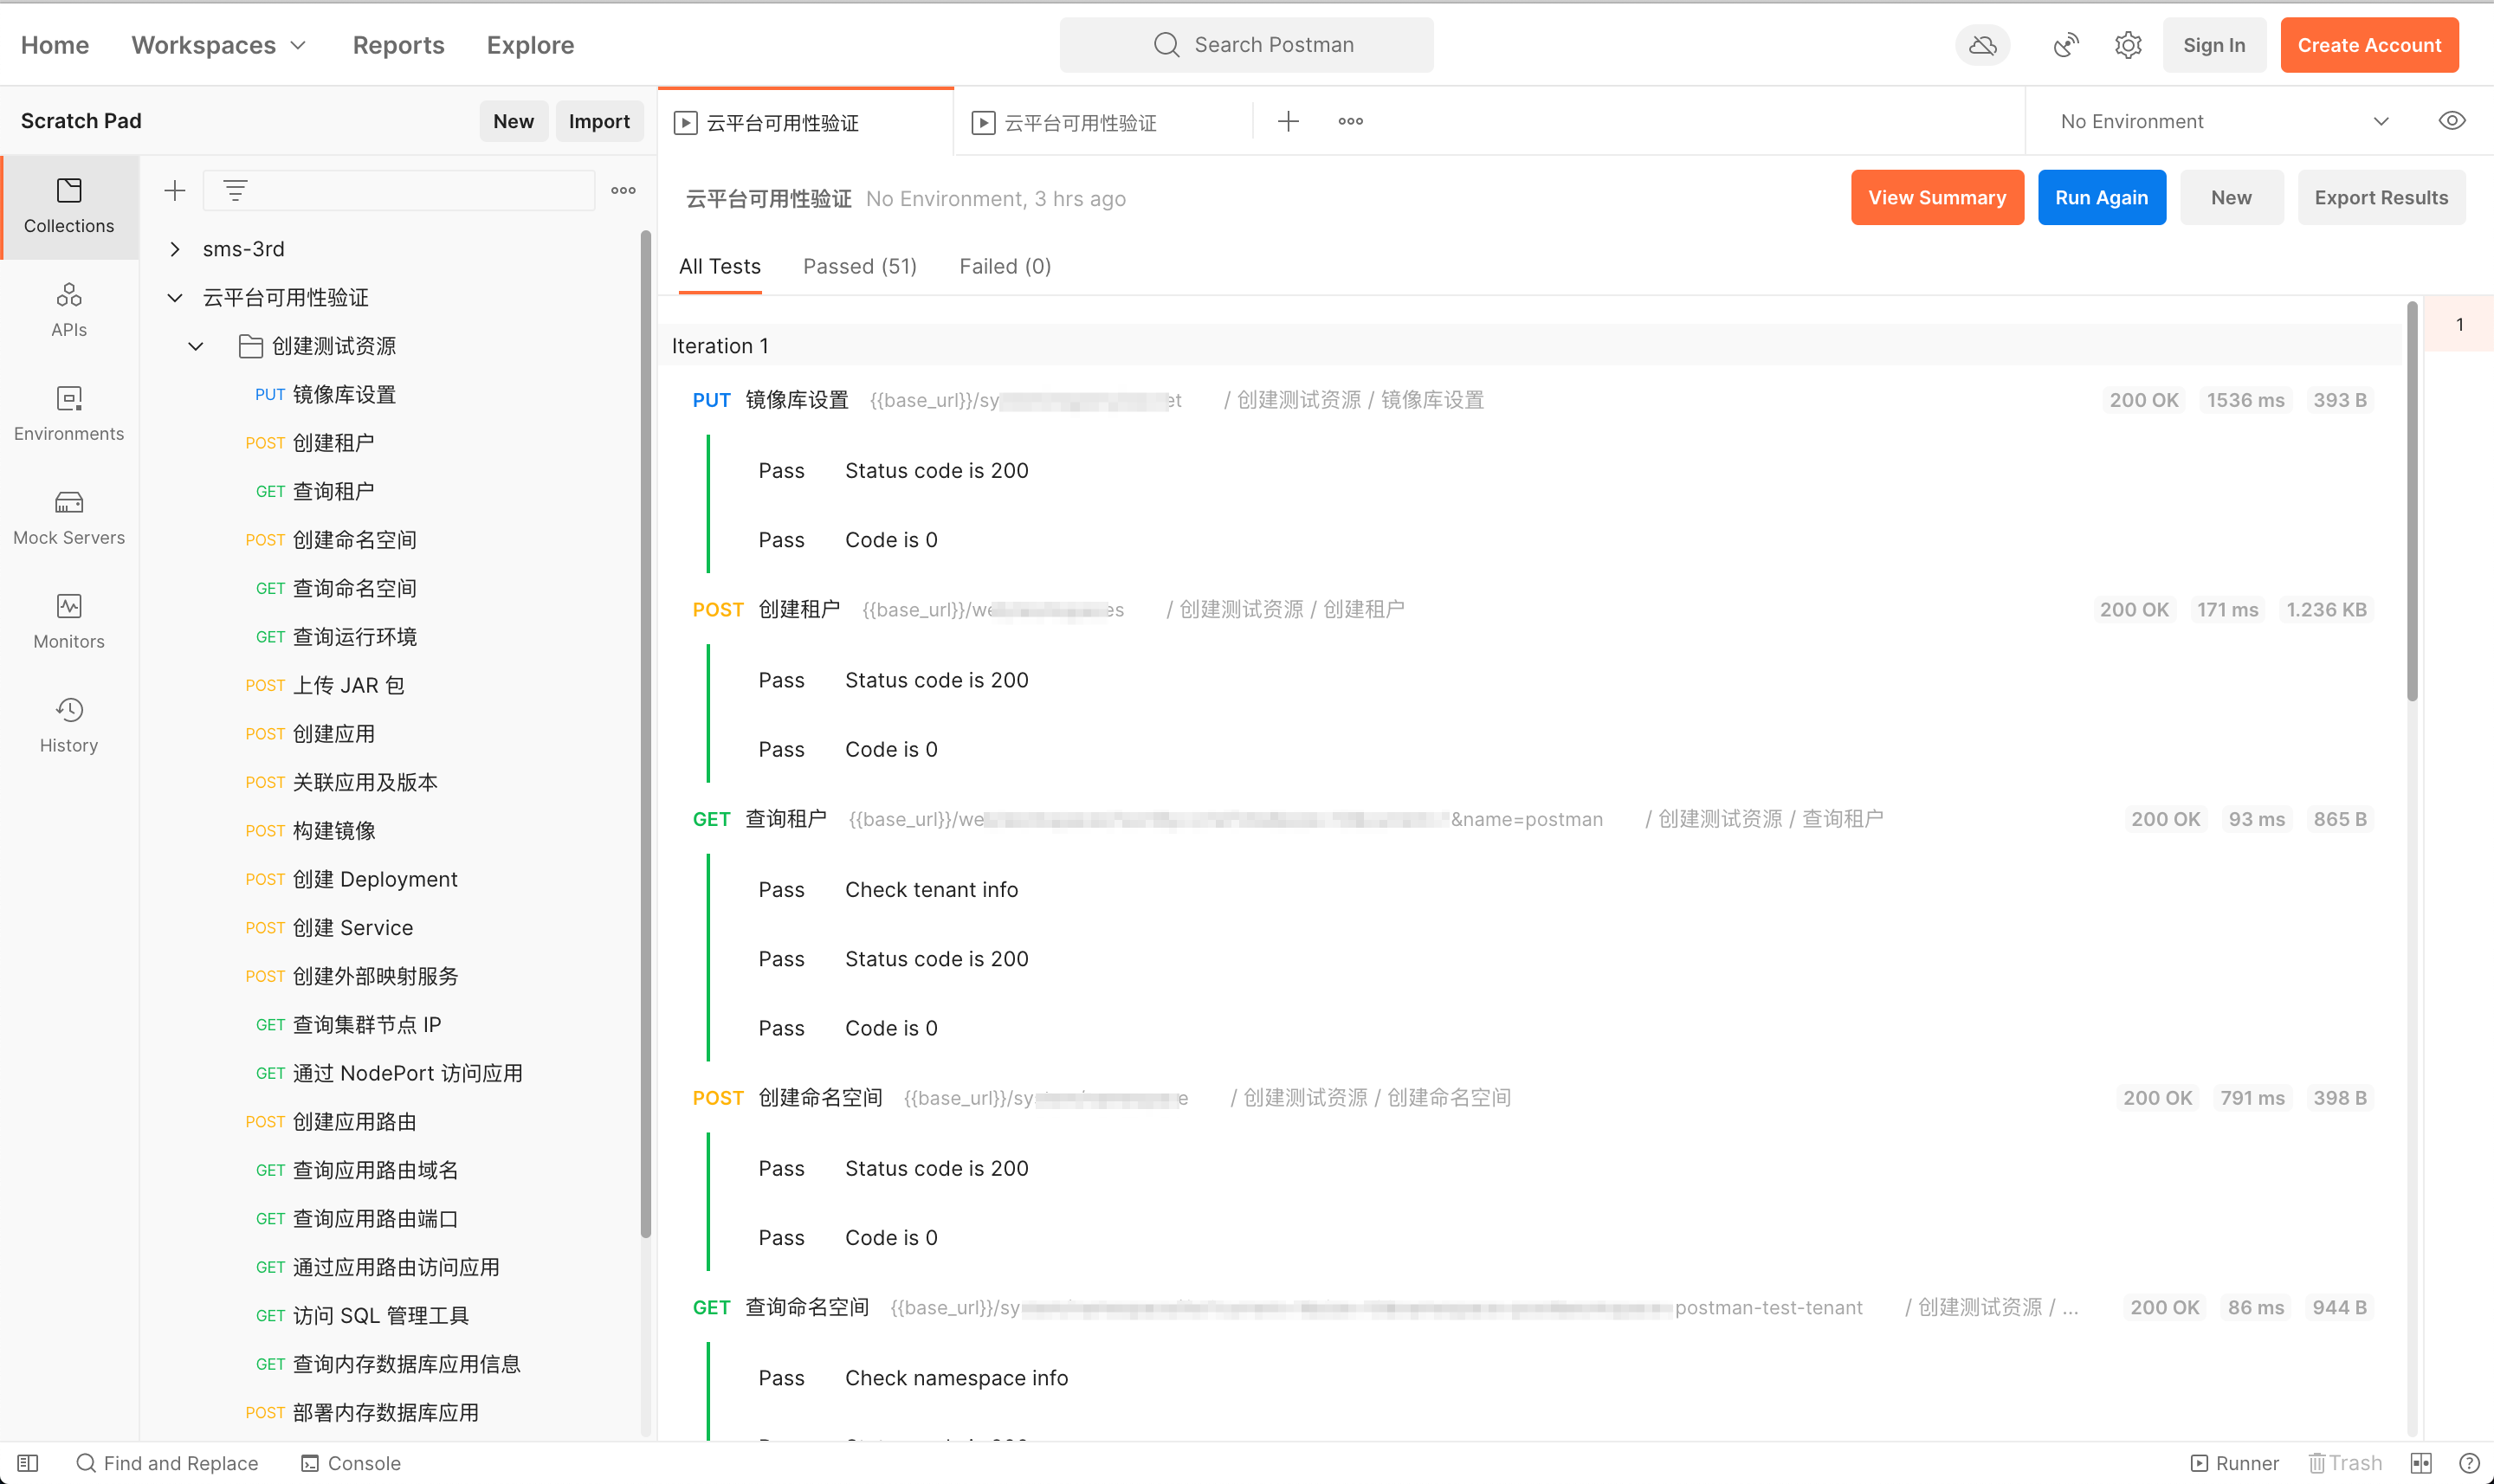 Home Workspaces Reports Explore Search Postman Sign In Create Account
Scratch Pad New Import
Collections
APIs
Environments
Mock Servers
Monitors
History
sms-3rd
云平台可用性验证
创建测试资源
PUT 镜像库设置
POST 创建租户
GET 查询租户
POST 创建命名空间
GET 查询命名空间
GET 查询运行环境
POST 上传 JAR 包
POST 创建应用
POST 关联应用及版本
POST 构建镜像
POST 创建 Deployment
POST 创建 Service
POST 创建外部映射服务
GET 查询集群节点 IP
GET 通过 NodePort 访问应用
POST 创建应用路由
GET 查询应用路由域名
GET 查询应用路由端口
GET 通过应用路由访问应用
GET 访问 SQL 管理工具
GET 查询内存数据库应用信息
POST 部署内存数据库应用
云平台可用性验证 云平台可用性验证 No Environment
云平台可用性验证 No Environment, 3 hrs ago View Summary Run Again New Export Results
All Tests Passed (51) Failed (0)
1
Iteration 1
PUT 镜像库设置 {{base_url}}/sy et / 创建测试资源 / 镜像库设置 200 OK 1536 ms 393 B
Pass Status code is 200
Pass Code is 0
POST 创建租户 {{base_url}}/we es / 创建测试资源 / 创建租户 200 OK 171 ms 1.236 KB
Pass Status code is 200
Pass Code is 0
GET 查询租户 {{base_url}}/we &name=postman / 创建测试资源 / 查询租户 200 OK 93 ms 865 B
Pass Check tenant info
Pass Status code is 200
Pass Code is 0
POST 创建命名空间 {{base_url}}/sy e / 创建测试资源 / 创建命名空间 200 OK 791 ms 398 B
Pass Status code is 200
Pass Code is 0
GET 查询命名空间 {{base_url}}/sy postman-test-tenant / 创建测试资源 / ... 200 OK 86 ms 944 B
Pass Check namespace info
Find and Replace Console Runner Trash